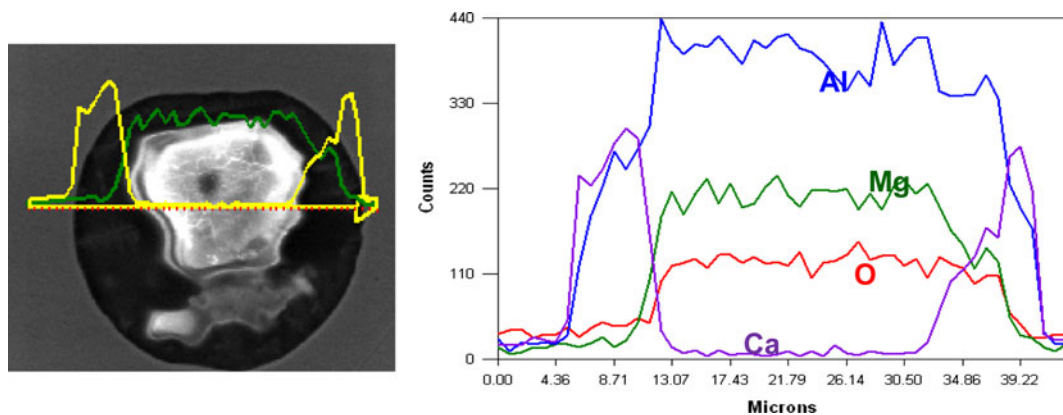 440
330
220
110
0
Counts
Al
Mg
O
Ca
0.00 4.36 8.71 13.07 17.43 21.79 26.14 30.50 34.86 39.22
Microns